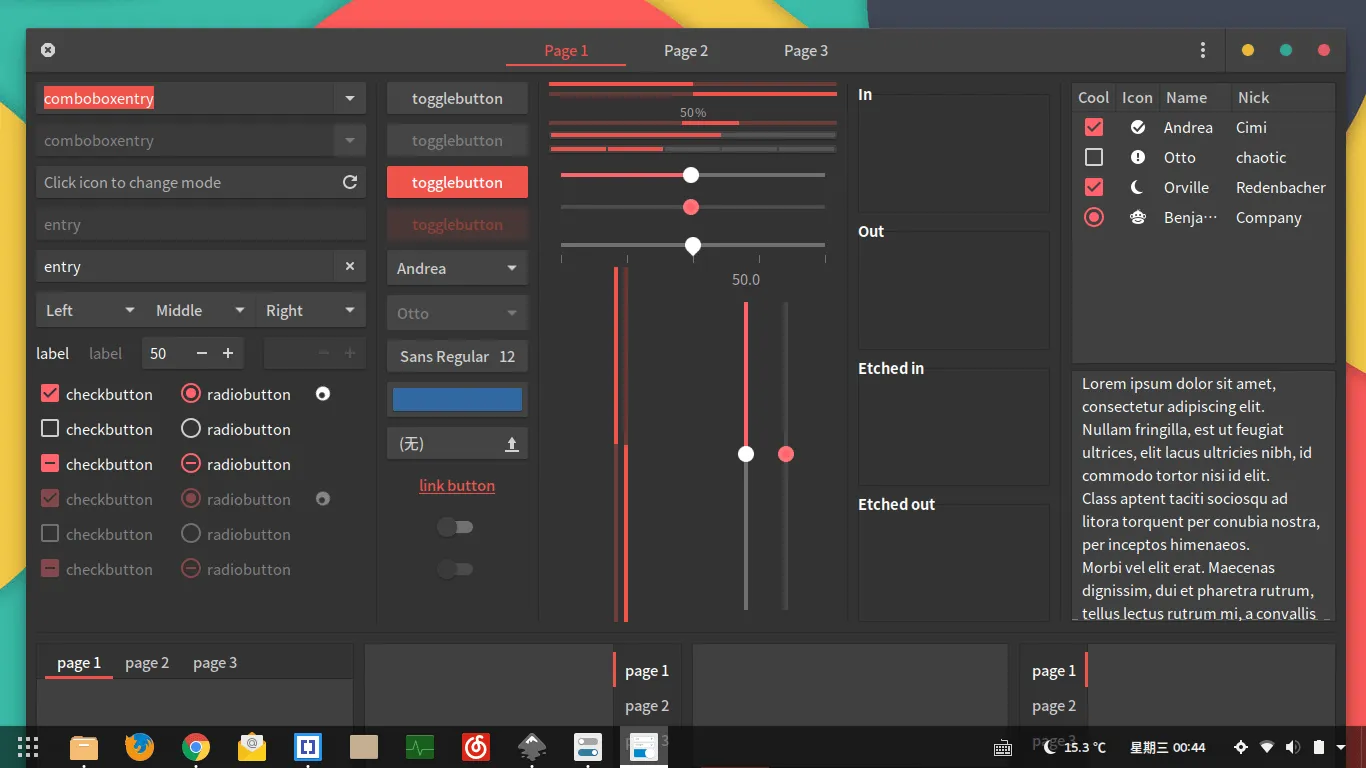 Page 1
Page 2
Page 3
comboboxentry
comboboxentry
Click icon to change mode
entry
entry
Left
Middle
Right
label
label
50
checkbutton
radiobutton
checkbutton
radiobutton
checkbutton
radiobutton
checkbutton
radiobutton
checkbutton
radiobutton
checkbutton
radiobutton
togglebutton
togglebutton
togglebutton
togglebutton
Andrea
Otto
Sans Regular 12
(无)
link button
50%
50.0
In
Out
Etched in
Etched out
Cool Icon Name Nick
Andrea Cimi
Otto chaotic
Orville Redenbacher
Benja… Company
Lorem ipsum dolor sit amet,
consectetur adipiscing elit.
Nullam fringilla, est ut feugiat
ultrices, elit lacus ultricies nibh, id
commodo tortor nisi id elit.
Class aptent taciti sociosqu ad
litora torquent per conubia nostra,
per inceptos himenaeos.
Morbi vel elit erat. Maecenas
dignissim, dui et pharetra rutrum,
tellus lectus rutrum mi, a convallis
page 1
page 2
page 3
page 1
page 2
page 1
page 2
page 3
15.3 ℃
星期三 00:44